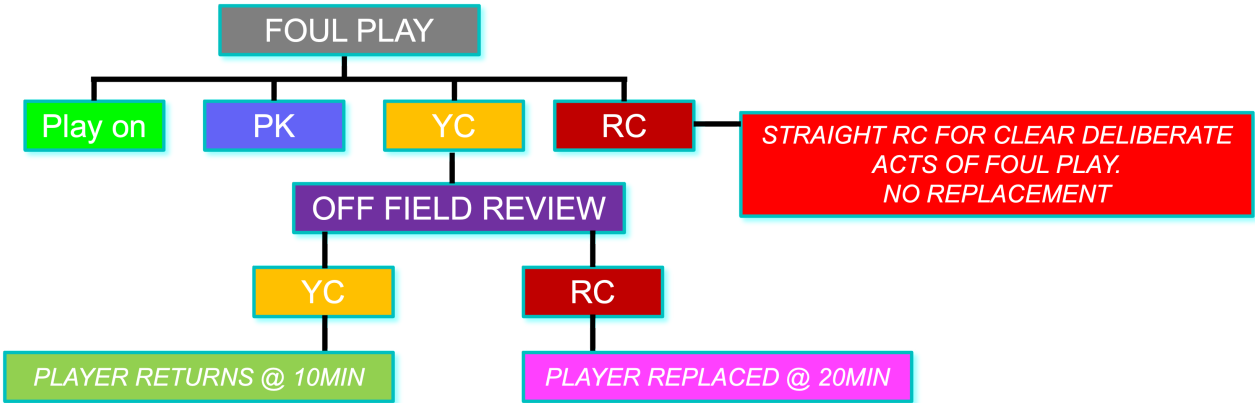 FOUL PLAY
Play on
PK
YC
RC
STRAIGHT RC FOR CLEAR DELIBERATE
ACTS OF FOUL PLAY.
NO REPLACEMENT
OFF FIELD REVIEW
YC
RC
PLAYER RETURNS @ 10MIN
PLAYER REPLACED @ 20MIN